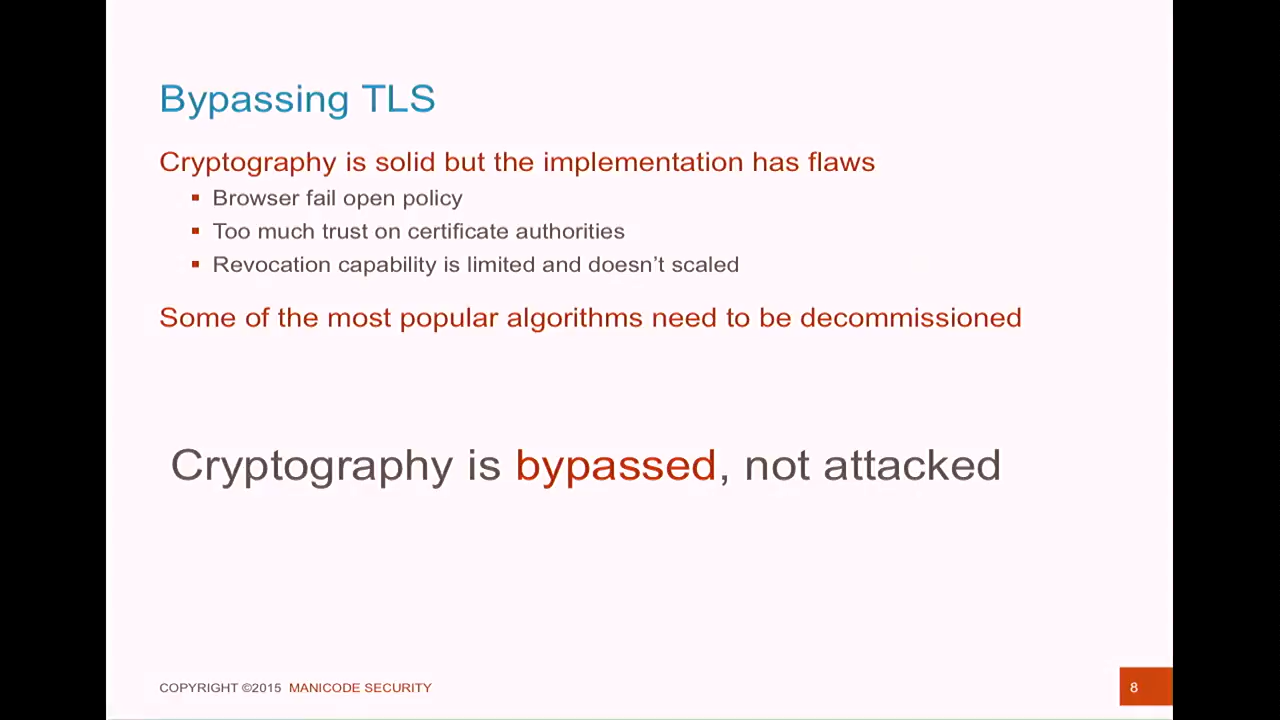 Bypassing TLS
Cryptography is solid but the implementation has flaws
▪ Browser fail open policy
▪ Too much trust on certificate authorities
▪ Revocation capability is limited and doesn’t scaled
Some of the most popular algorithms need to be decommissioned
Cryptography is bypassed, not attacked
COPYRIGHT ©2015 MANICODE SECURITY
8